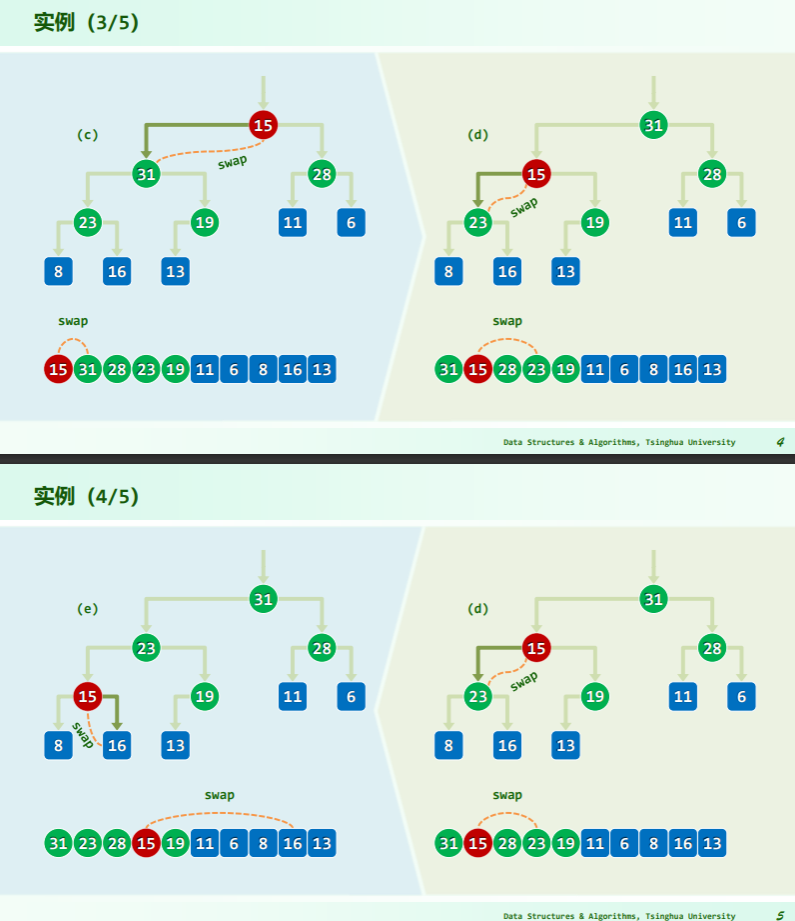 实例 (3/5)
(c)
15
swap
31 28
23 19 11 6
8 16 13
swap
15 31 28 23 19 11 6 8 16 13
(d)
31
15 28
swap
23 19 11 6
8 16 13
swap
31 15 28 23 19 11 6 8 16 13
Data Structures & Algorithms, Tsinghua University 4
实例 (4/5)
(e)
31
23 28
15 19 11 6
swap
8 16 13
swap
31 23 28 15 19 11 6 8 16 13
(d)
31
15 28
swap
23 19 11 6
8 16 13
swap
31 15 28 23 19 11 6 8 16 13
Data Structures & Algorithms, Tsinghua University 5